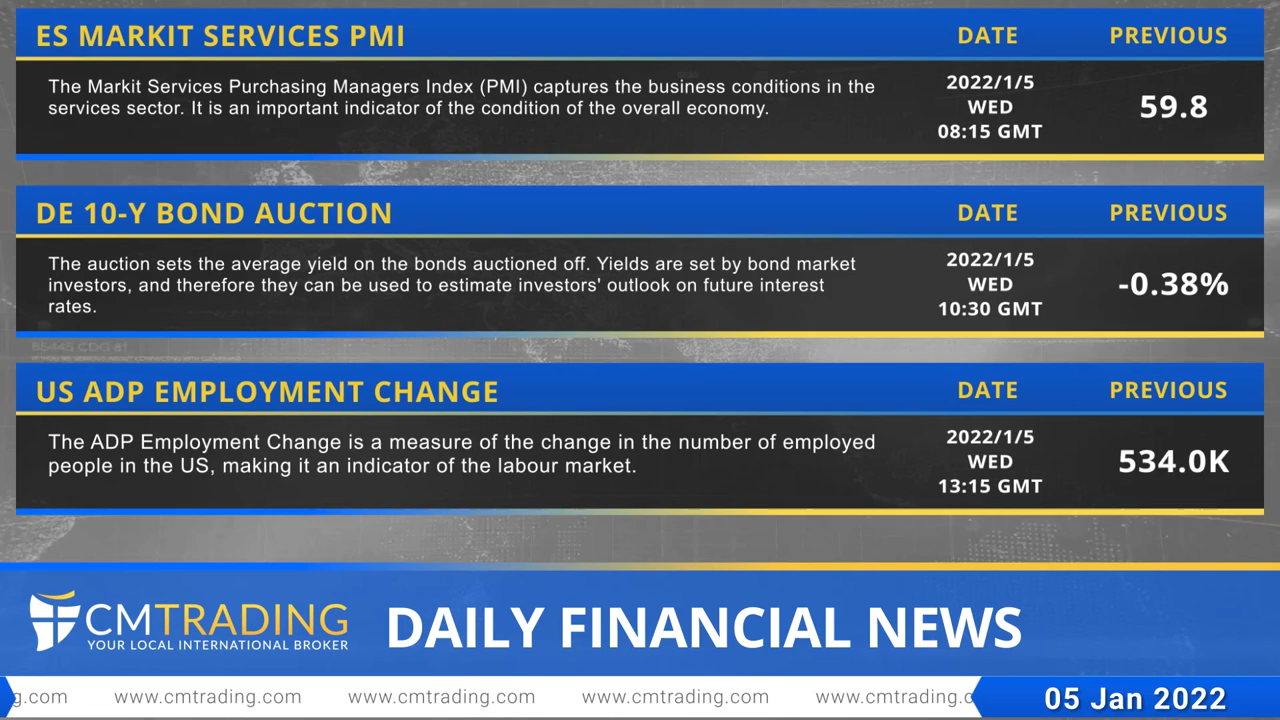 ES MARKIT SERVICES PMI DATE PREVIOUS
The Markit Services Purchasing Managers Index (PMI) captures the business conditions in the
services sector. It is an important indicator of the condition of the overall economy.
2022/1/5
WED
08:15 GMT
59.8
DE 10-Y BOND AUCTION DATE PREVIOUS
The auction sets the average yield on the bonds auctioned off. Yields are set by bond market
investors, and therefore they can be used to estimate investors' outlook on future interest
rates.
2022/1/5
WED
10:30 GMT
-0.38%
B5445 CDG 81
US ADP EMPLOYMENT CHANGE DATE PREVIOUS
The ADP Employment Change is a measure of the change in the number of employed
people in the US, making it an indicator of the labour market.
2022/1/5
WED
13:15 GMT
534.0K
CMTRADING
YOUR LOCAL INTERNATIONAL BROKER
DAILY FINANCIAL NEWS
g.com www.cmtrading.com www.cmtrading.com www.cmtrading.com www.cmtrading.c
05 Jan 2022